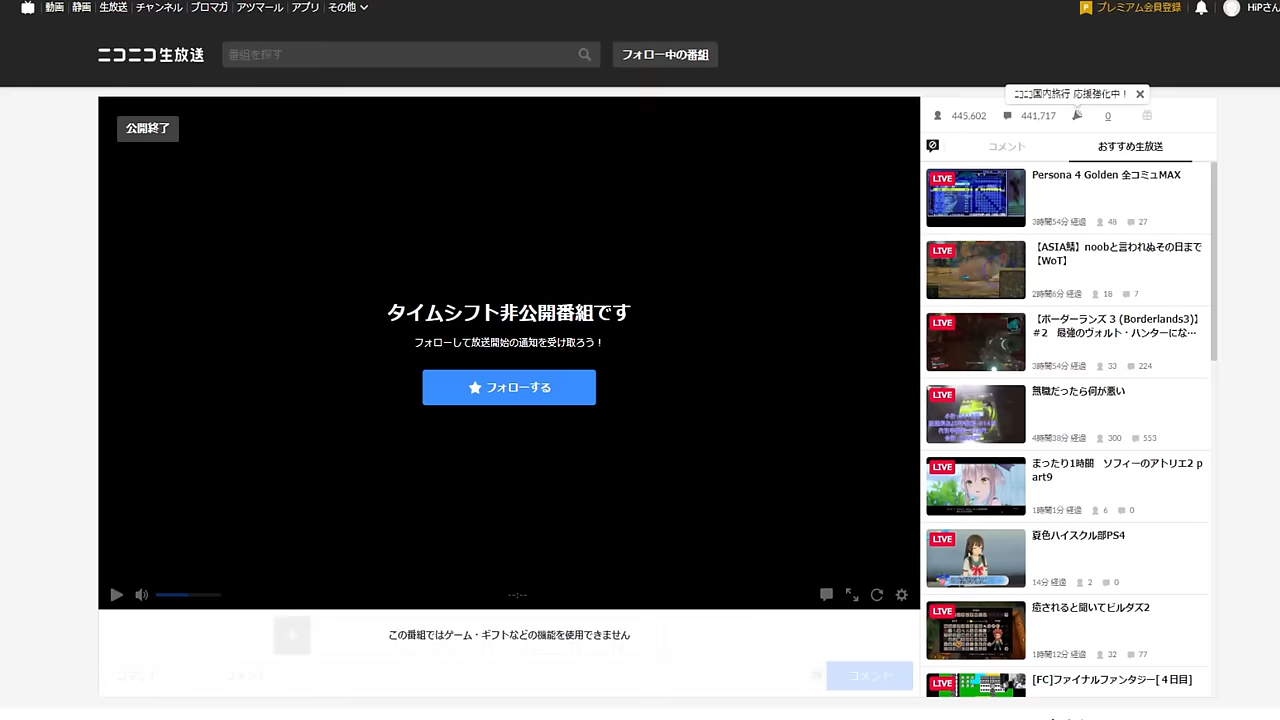 動画 静画 生放送 チャンネル ブロマガ アツマール アプリ その他
P プレミアム会員登録
HiPさん
ニコニコ生放送
番組を探す
フォロー中の番組
ニコニコ国内旅行 応援強化中！
公開終了
445,602 441,717 0
コメント おすすめ生放送
タイムシフト非公開番組です
フォローして放送開始の通知を受け取ろう！
フォローする
--:--
この番組ではゲーム・ギフトなどの機能を使用できません
コマンド コメント
コメント
LIVE
Persona 4 Golden 全コミュMAX
3時間54分 経過 48 27
LIVE
【ASIA鯖】noobと言われぬその日まで
【WoT】
2時間6分 経過 18 7
LIVE
【ボーダーランズ 3 (Borderlands3)】
#2 最強のヴォルト・ハンターにな…
3時間54分 経過 33 224
LIVE
無職だったら何が悪い
4時間38分 経過 300 553
LIVE
まったり1時間 ソフィーのアトリエ2 p
art9
1時間1分 経過 6 0
LIVE
夏色ハイスクル部PS4
14分 経過 2 0
LIVE
癒されると聞いてビルダズ2
1時間12分 経過 32 77
LIVE
[FC]ファイナルファンタジー[４日目]